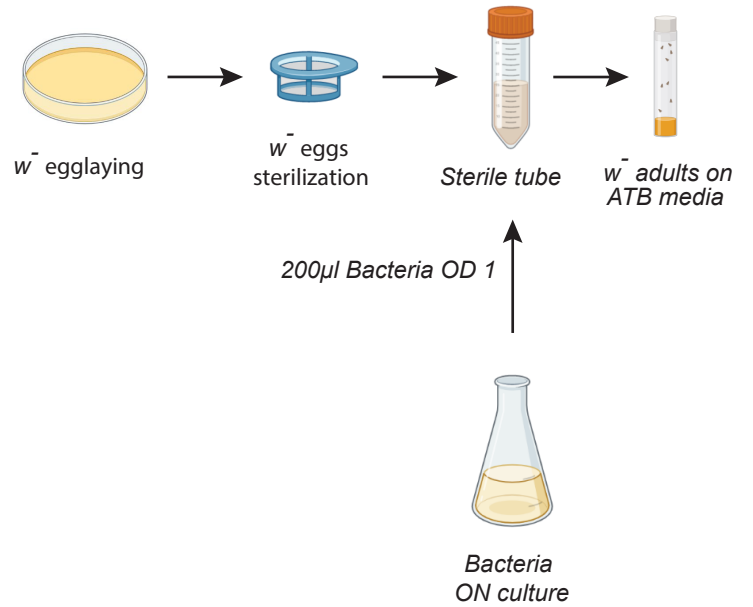 w⁻ egglaying
w⁻ eggs
sterilization
Sterile tube
w⁻ adults on
ATB media
200µl Bacteria OD 1
Bacteria
ON culture